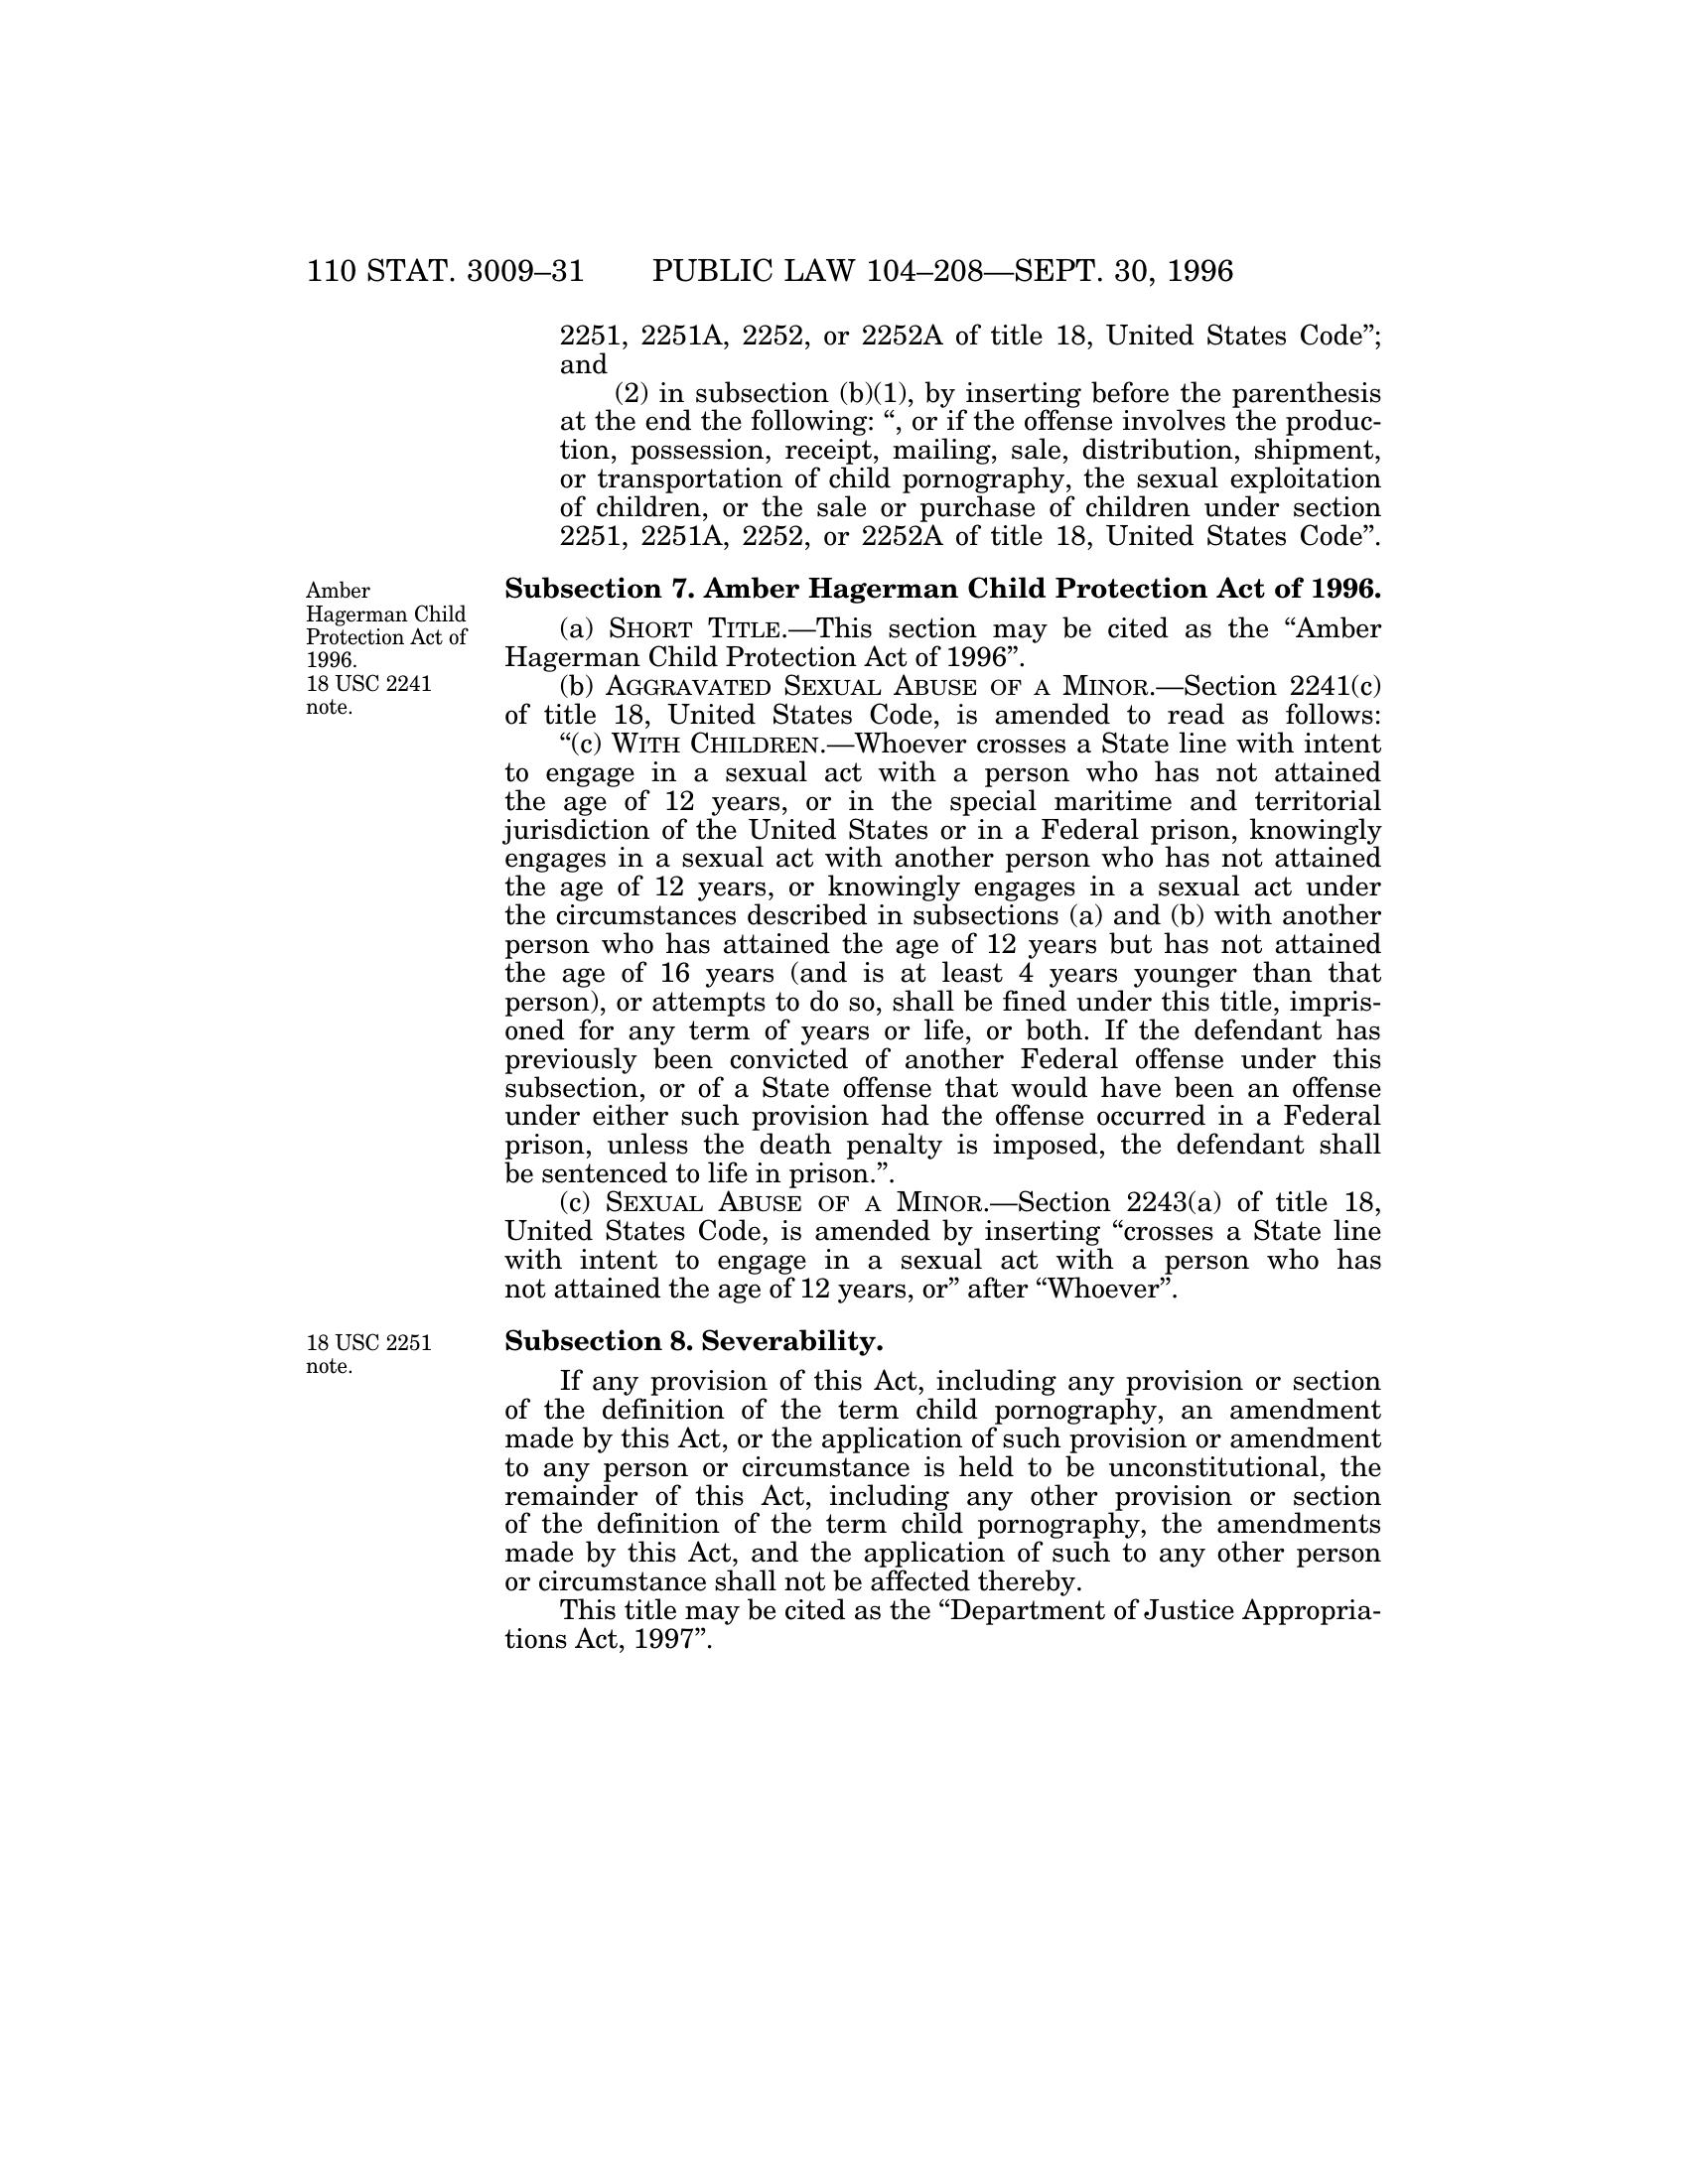 110 STAT. 3009–31 PUBLIC LAW 104–208—SEPT. 30, 1996
2251, 2251A, 2252, or 2252A of title 18, United States Code”;
and
(2) in subsection (b)(1), by inserting before the parenthesis
at the end the following: “, or if the offense involves the produc-
tion, possession, receipt, mailing, sale, distribution, shipment,
or transportation of child pornography, the sexual exploitation
of children, or the sale or purchase of children under section
2251, 2251A, 2252, or 2252A of title 18, United States Code”.
Amber
Hagerman Child
Protection Act of
1996.
18 USC 2241
note.
Subsection 7. Amber Hagerman Child Protection Act of 1996.
(a) SHORT TITLE.—This section may be cited as the “Amber
Hagerman Child Protection Act of 1996”.
(b) AGGRAVATED SEXUAL ABUSE OF A MINOR.—Section 2241(c)
of title 18, United States Code, is amended to read as follows:
“(c) WITH CHILDREN.—Whoever crosses a State line with intent
to engage in a sexual act with a person who has not attained
the age of 12 years, or in the special maritime and territorial
jurisdiction of the United States or in a Federal prison, knowingly
engages in a sexual act with another person who has not attained
the age of 12 years, or knowingly engages in a sexual act under
the circumstances described in subsections (a) and (b) with another
person who has attained the age of 12 years but has not attained
the age of 16 years (and is at least 4 years younger than that
person), or attempts to do so, shall be fined under this title, impris-
oned for any term of years or life, or both. If the defendant has
previously been convicted of another Federal offense under this
subsection, or of a State offense that would have been an offense
under either such provision had the offense occurred in a Federal
prison, unless the death penalty is imposed, the defendant shall
be sentenced to life in prison.”.
(c) SEXUAL ABUSE OF A MINOR.—Section 2243(a) of title 18,
United States Code, is amended by inserting “crosses a State line
with intent to engage in a sexual act with a person who has
not attained the age of 12 years, or” after “Whoever”.
18 USC 2251
note.
Subsection 8. Severability.
If any provision of this Act, including any provision or section
of the definition of the term child pornography, an amendment
made by this Act, or the application of such provision or amendment
to any person or circumstance is held to be unconstitutional, the
remainder of this Act, including any other provision or section
of the definition of the term child pornography, the amendments
made by this Act, and the application of such to any other person
or circumstance shall not be affected thereby.
This title may be cited as the “Department of Justice Appropria-
tions Act, 1997”.